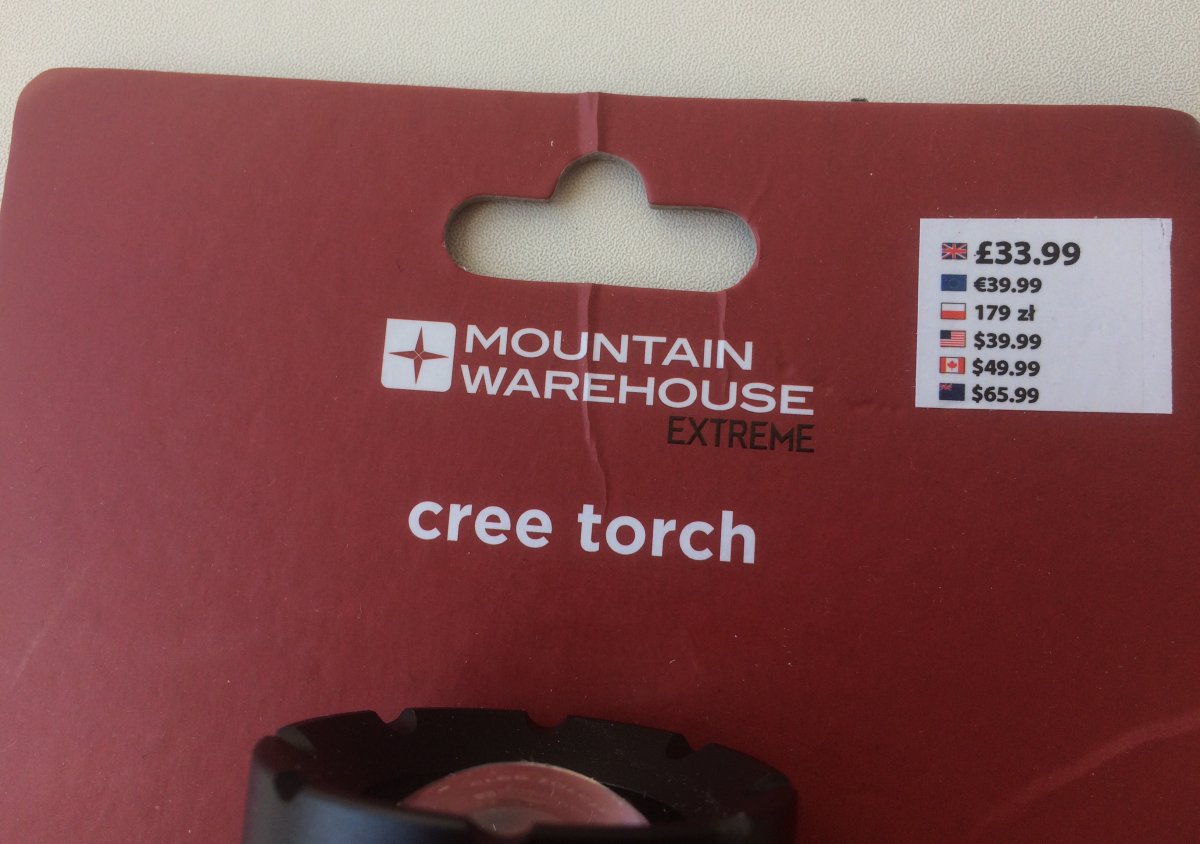 £33.99
€39.99
179 zł
$39.99
$49.99
$65.99
MOUNTAIN
WAREHOUSE
EXTREME
cree torch